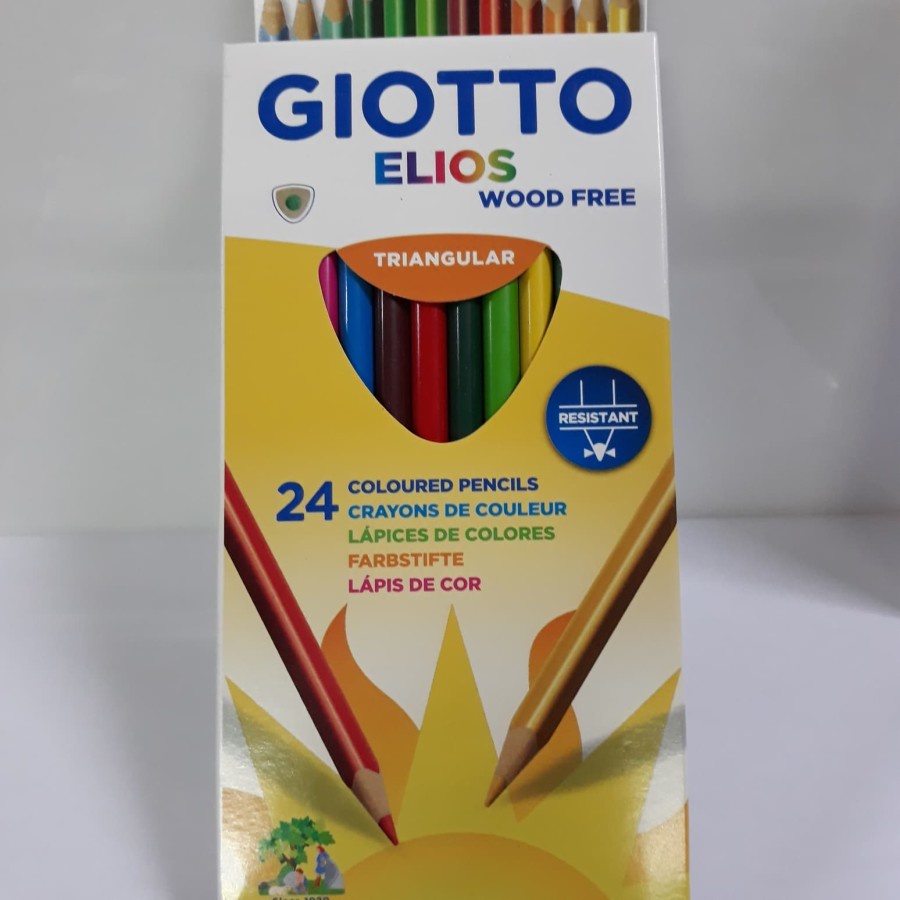 GIOTTO
ELIOS
WOOD FREE
TRIANGULAR
RESISTANT
24 COLOURED PENCILS
CRAYONS DE COULEUR
LÁPICES DE COLORES
FARBSTIFTE
LÁPIS DE COR